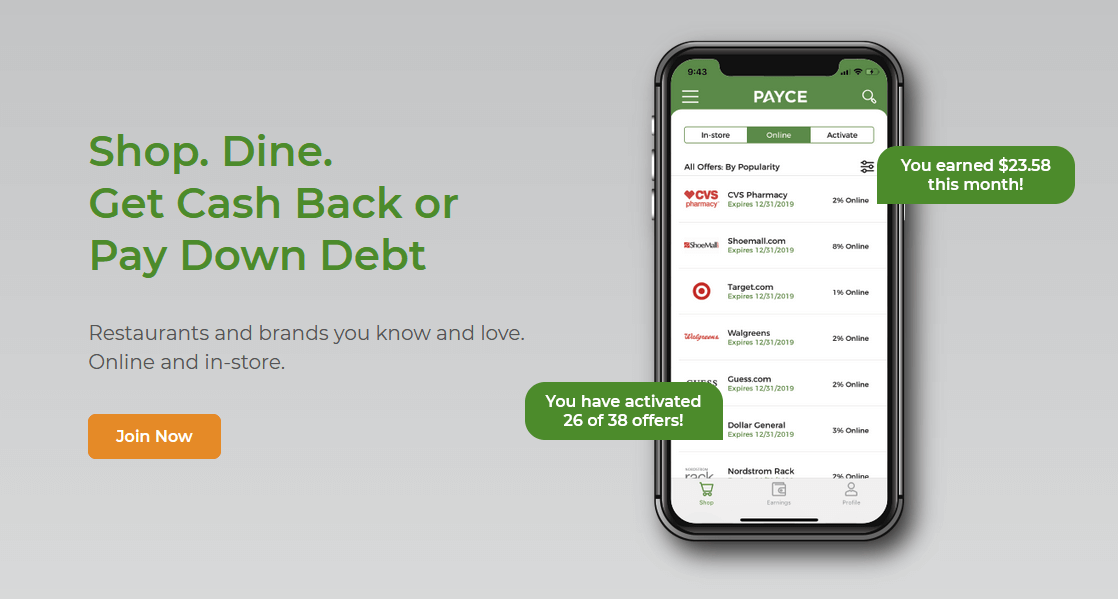 Shop. Dine.
Get Cash Back or
Pay Down Debt
Restaurants and brands you know and love.
Online and in-store.
Join Now
9:43
PAYCE
In-store
Online
Activate
All Offers: By Popularity
You earned $23.58
this month!
CVS
pharmacy
CVS Pharmacy
Expires 12/31/2019
2% Online
ShoeMall
Shoemall.com
Expires 12/31/2019
8% Online
Target.com
Expires 12/31/2019
1% Online
Walgreens
Walgreens
Expires 12/31/2019
2% Online
GUESS
Guess.com
Expires 12/31/2019
2% Online
You have activated
26 of 38 offers!
Dollar General
Expires 12/31/2019
3% Online
NORDSTROM
rack
Nordstrom Rack
2% Online
Shop
Earnings
Profile